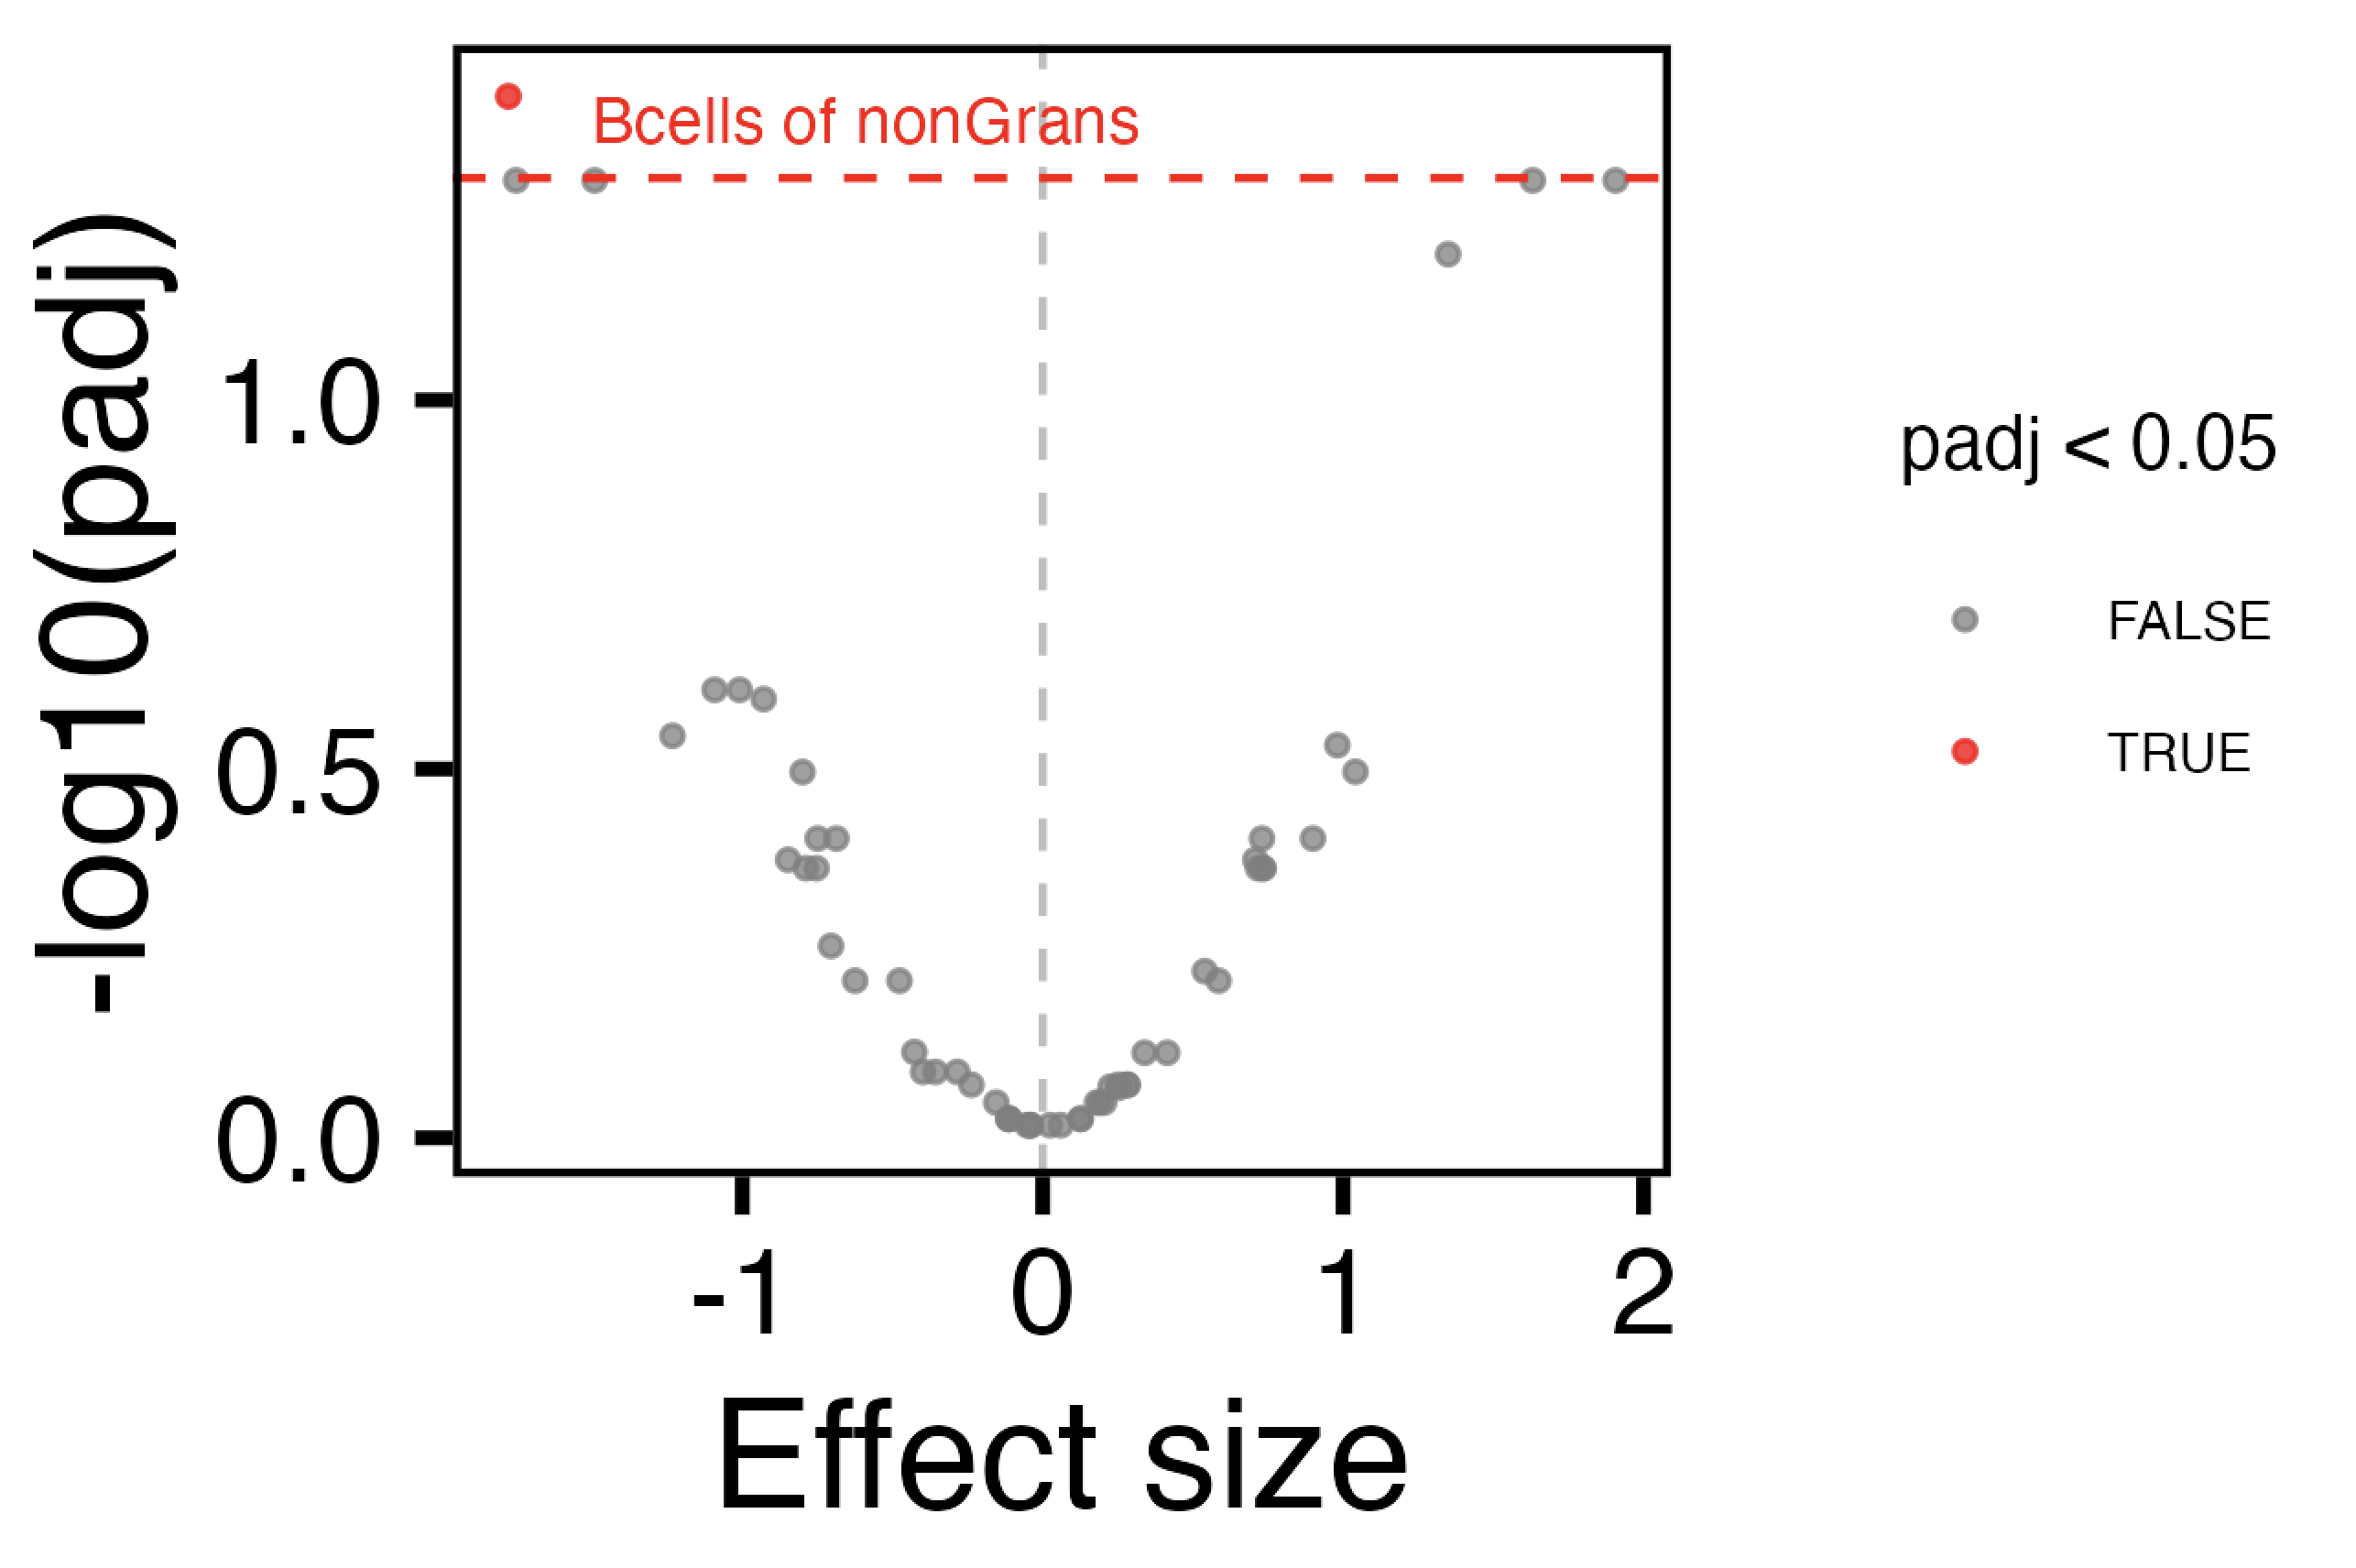 Bcells of nonGrans
-log10(padj)
1.0
0.5
0.0
-1 0 1 2
Effect size
padj < 0.05
FALSE
TRUE